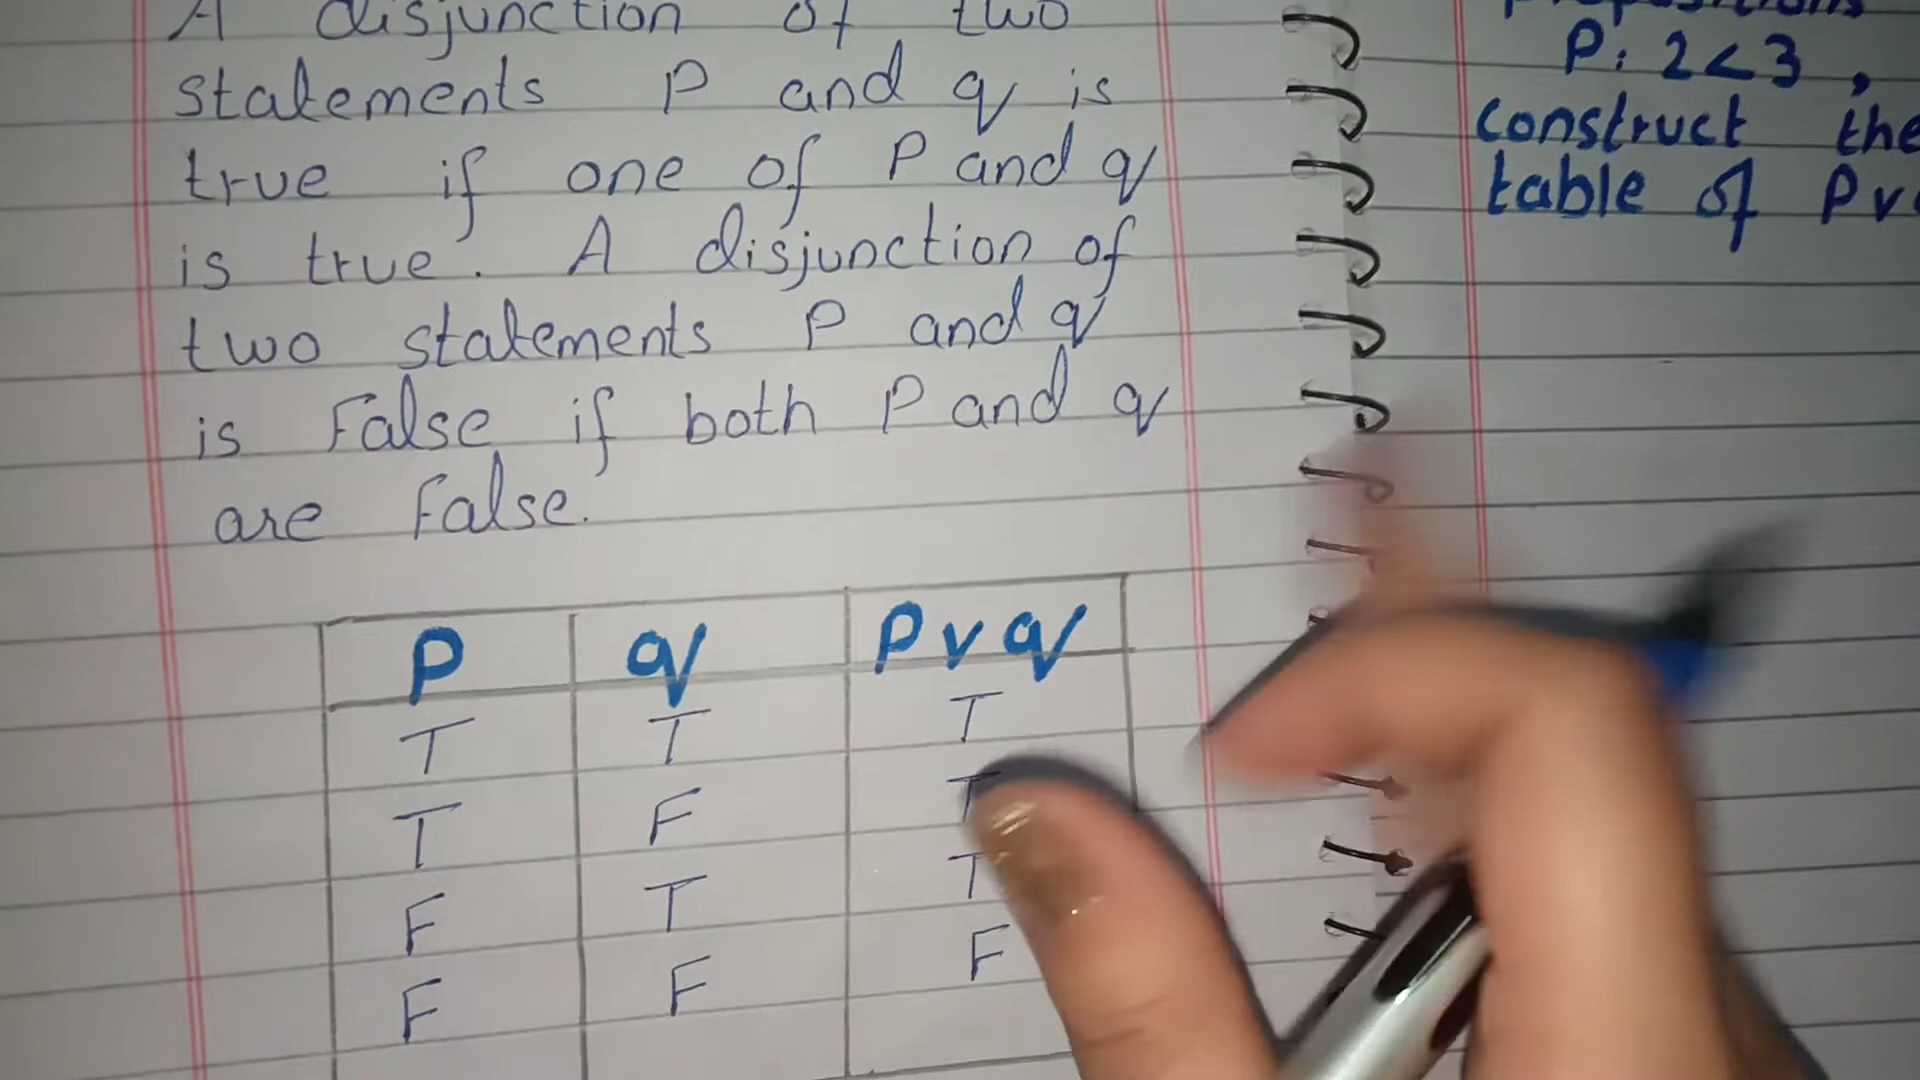 A disjunction of two
statements P and q is
true if one of P and q
is true. A disjunction of
two statements P and q
is False if both P and q
are False.
P q P v q
T T T
T F T
F T T
F F F
P: 2<3,
construct the
table of P v